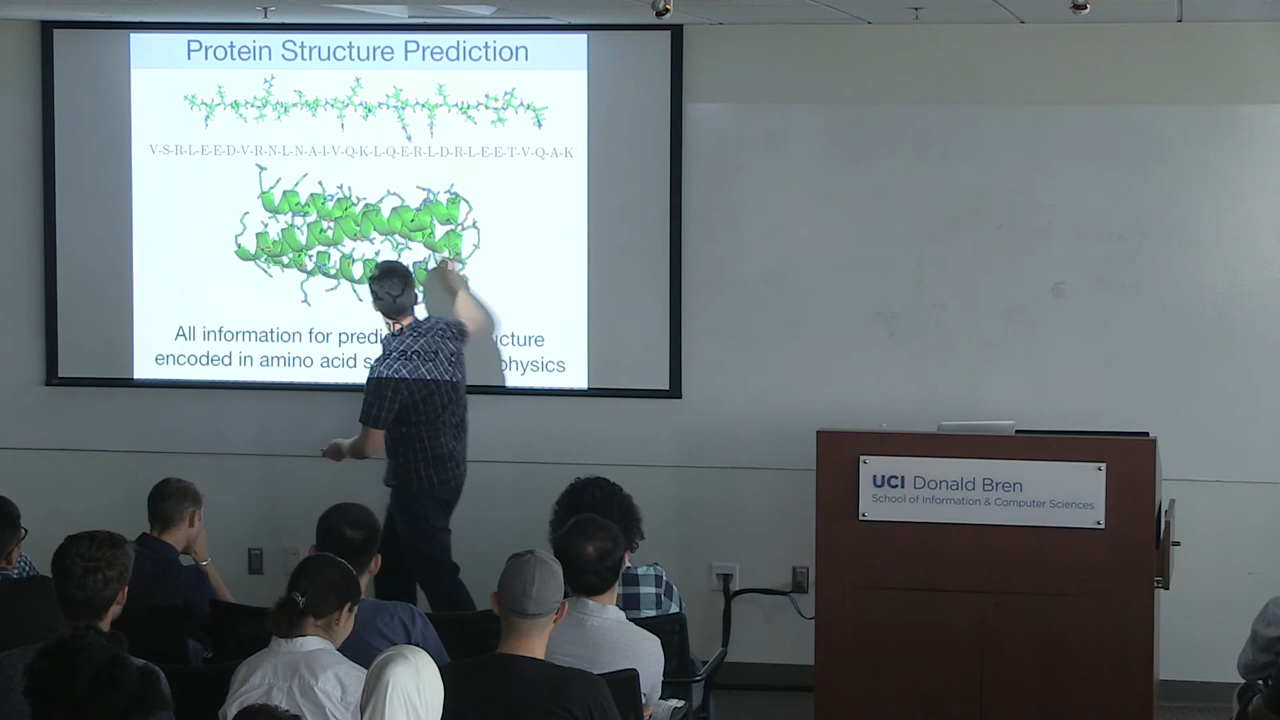 Protein Structure Prediction
V-S-R-L-E-E-D-V-R-N-L-N-A-I-V-Q-K-L-Q-E-R-L-D-R-L-E-E-T-V-Q-A-K
All information for
encoded in amino acid physics
UCI Donald Bren
School of Information & Computer Sciences